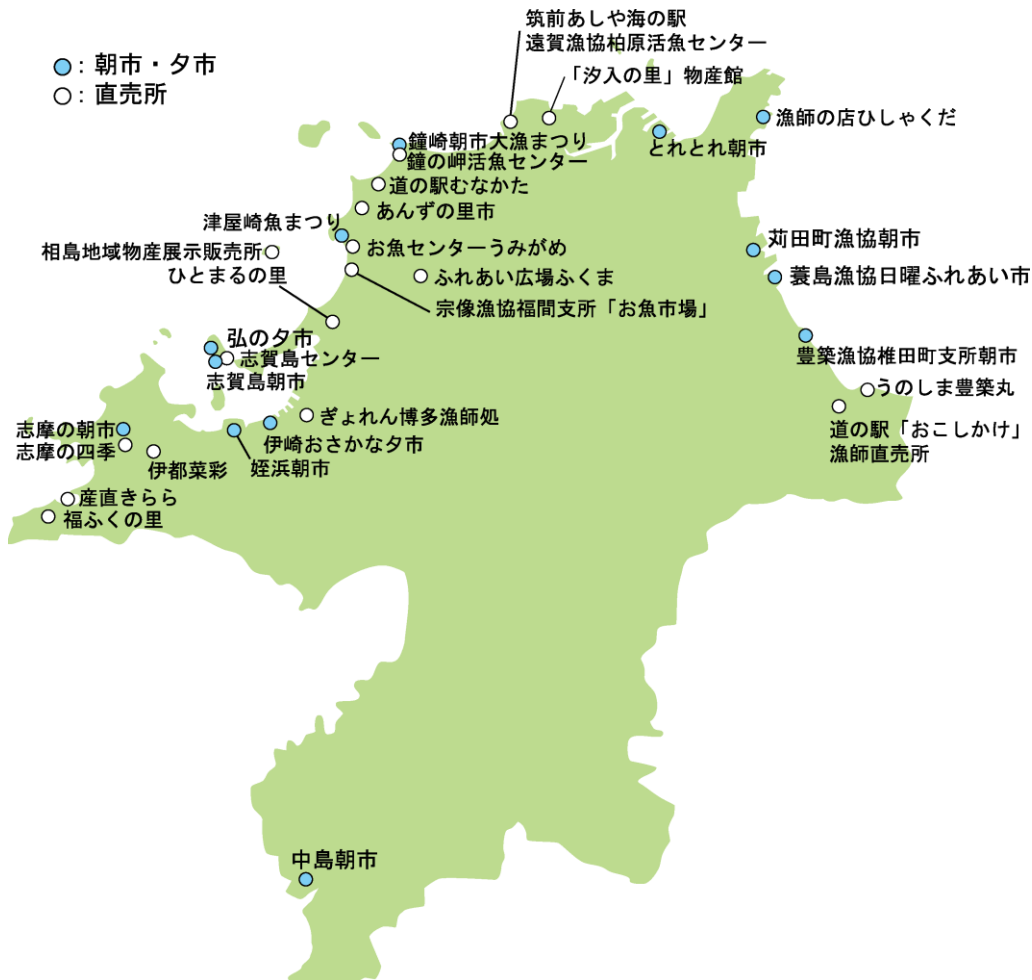 ：朝市・夕市
：直売所
筑前あしや海の駅
遠賀漁協柏原活魚センター
「汐入の里」物産館
漁師の店ひしゃくだ
とれとれ朝市
鐘崎朝市大漁まつり
鐘の岬活魚センター
道の駅むなかた
あんずの里市
津屋崎魚まつり
お魚センターうみがめ
相島地域物産展示販売所
ひとまるの里
ふれあい広場ふくま
宗像漁協福間支所「お魚市場」
苅田町漁協朝市
蓑島漁協日曜ふれあい市
豊築漁協椎田町支所朝市
うのしま豊築丸
道の駅「おこしかけ」
漁師直売所
弘の夕市
志賀島センター
志賀島朝市
ぎょれん博多漁師処
伊崎おさかな夕市
姪浜朝市
志摩の朝市
志摩の四季
伊都菜彩
産直きらら
福ふくの里
中島朝市